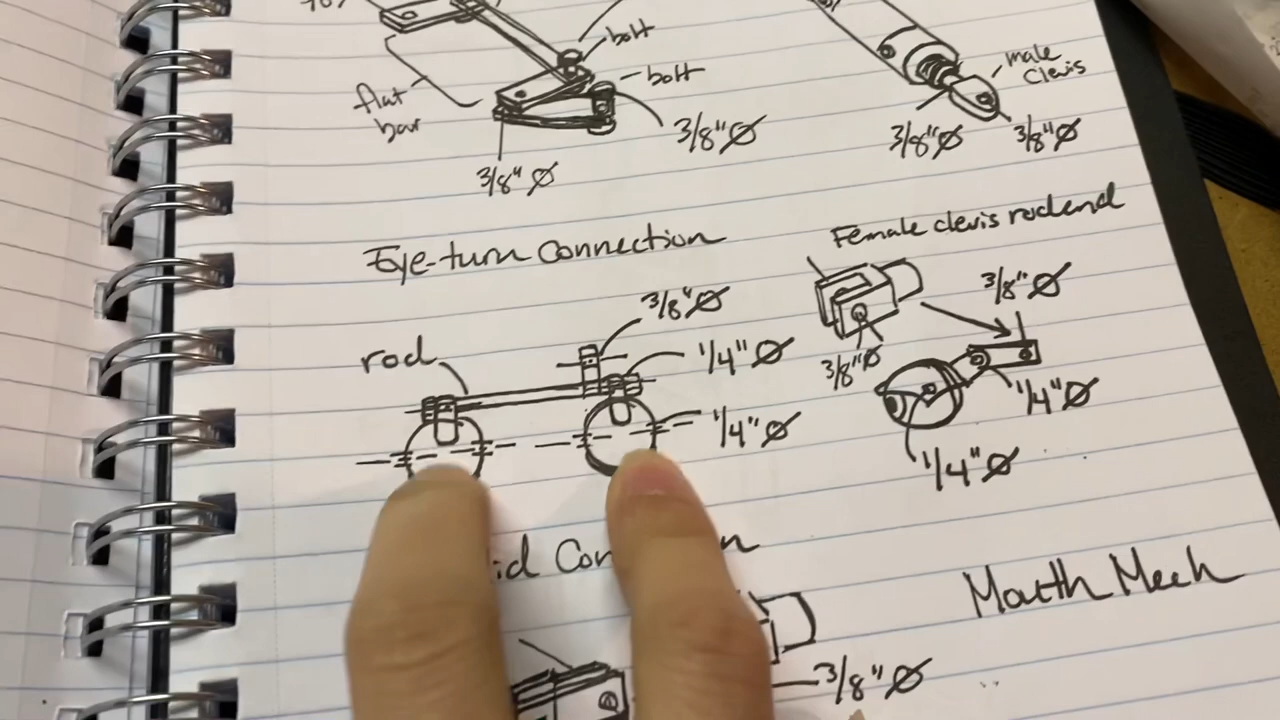 bolt
bolt
male
Clevis
flat
bar
3/8"Ø
3/8"Ø
3/8"Ø
3/8"Ø
Eye-turn Connection
Female clevis rodend
3/8"Ø
3/8"Ø
rod
1/4"Ø
3/8"Ø
1/4"Ø
1/4"Ø
1/4"Ø
Mouth Mech
3/8"Ø